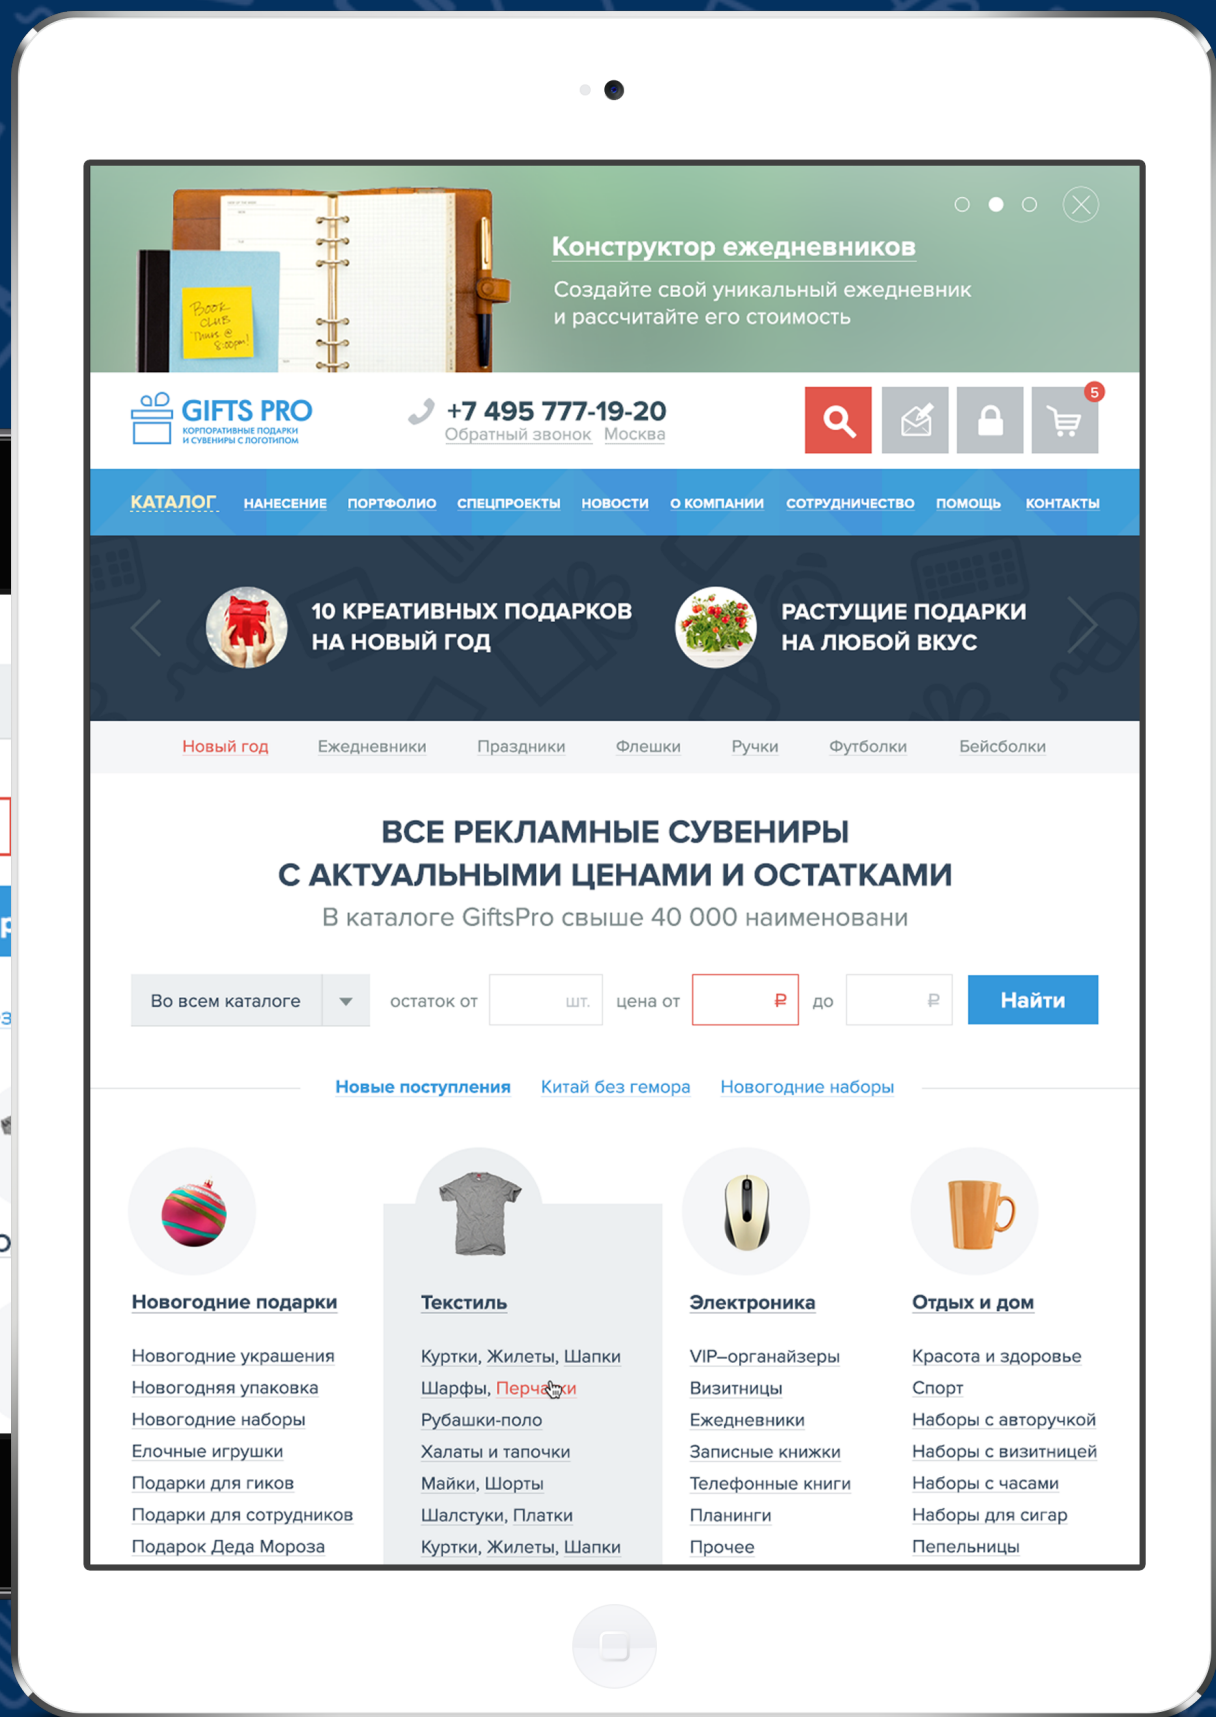 Book
CLUB
Thurs @
8:00pm!
Конструктор ежедневников
Создайте свой уникальный ежедневник
и рассчитайте его стоимость
GIFTS PRO
КОРПОРАТИВНЫЕ ПОДАРКИ
И СУВЕНИРЫ С ЛОГОТИПОМ
+7 495 777-19-20
Обратный звонок Москва
5
КАТАЛОГ НАНЕСЕНИЕ ПОРТФОЛИО СПЕЦПРОЕКТЫ НОВОСТИ О КОМПАНИИ СОТРУДНИЧЕСТВО ПОМОЩЬ КОНТАКТЫ
10 КРЕАТИВНЫХ ПОДАРКОВ
НА НОВЫЙ ГОД
РАСТУЩИЕ ПОДАРКИ
НА ЛЮБОЙ ВКУС
Новый год Ежедневники Праздники Флешки Ручки Футболки Бейсболки
ВСЕ РЕКЛАМНЫЕ СУВЕНИРЫ
С АКТУАЛЬНЫМИ ЦЕНАМИ И ОСТАТКАМИ
В каталоге GiftsPro свыше 40 000 наименовани
Во всем каталоге остаток от шт. цена от ₽ до ₽ Найти
Новые поступления Китай без гемора Новогодние наборы
Новогодние подарки
Новогодние украшения
Новогодняя упаковка
Новогодние наборы
Елочные игрушки
Подарки для гиков
Подарки для сотрудников
Подарок Деда Мороза
Текстиль
Куртки, Жилеты, Шапки
Шарфы, Перчатки
Рубашки-поло
Халаты и тапочки
Майки, Шорты
Шалстуки, Платки
Куртки, Жилеты, Шапки
Электроника
VIP–органайзеры
Визитницы
Ежедневники
Записные книжки
Телефонные книги
Планинги
Прочее
Отдых и дом
Красота и здоровье
Спорт
Наборы с авторучкой
Наборы с визитницей
Наборы с часами
Наборы для сигар
Пепельницы